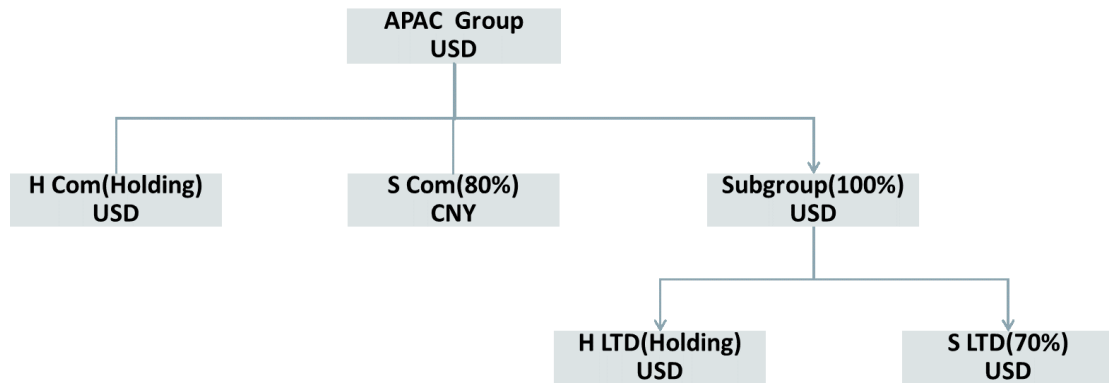 APAC Group
USD
H Com(Holding)
USD
S Com(80%)
CNY
Subgroup(100%)
USD
H LTD(Holding)
USD
S LTD(70%)
USD